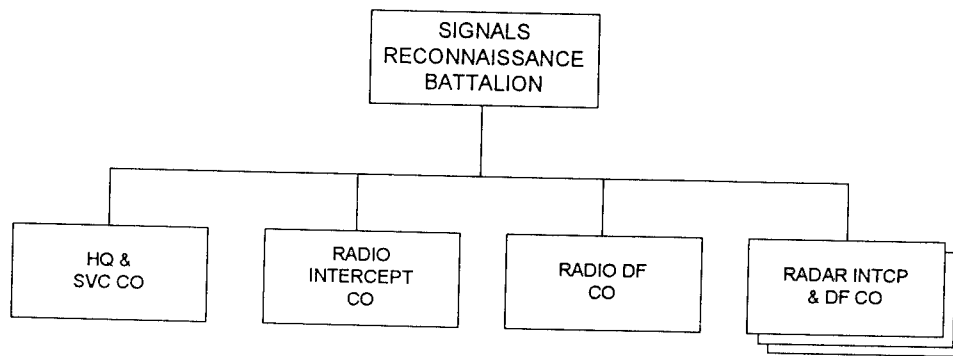 SIGNALS
RECONNAISSANCE
BATTALION
HQ &
SVC CO
RADIO
INTERCEPT
CO
RADIO DF
CO
RADAR INTCP
& DF CO